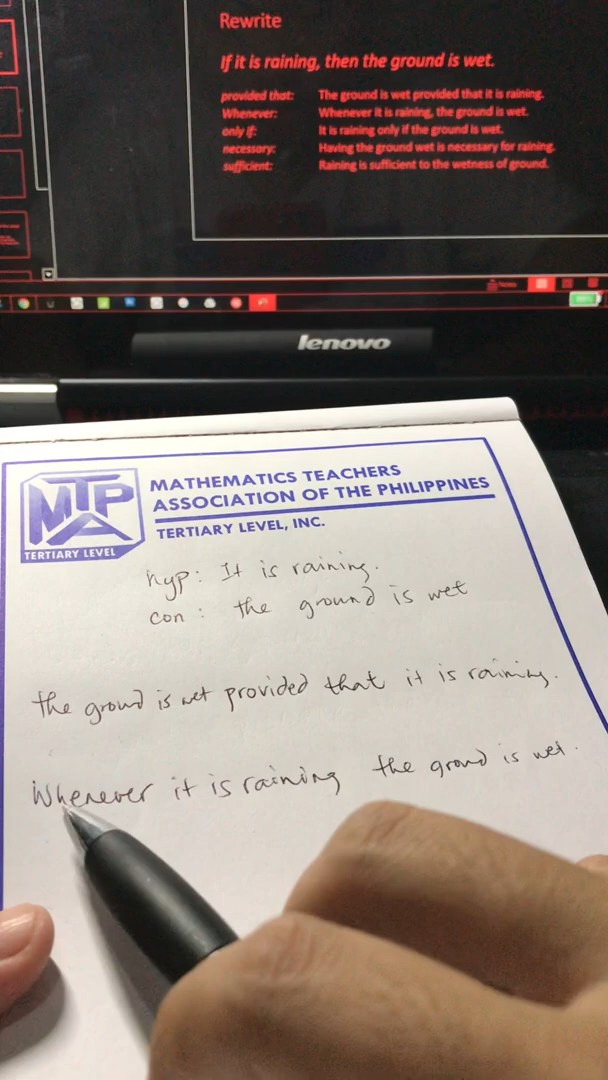 Rewrite
If it is raining, then the ground is wet.
provided that: The ground is wet provided that it is raining.
Whenever: Whenever it is raining, the ground is wet.
only if: It is raining only if the ground is wet.
necessary: Having the ground wet is necessary for raining.
sufficient: Raining is sufficient to the wetness of ground.
lenovo
MTAP
TERTIARY LEVEL
MATHEMATICS TEACHERS
ASSOCIATION OF THE PHILIPPINES
TERTIARY LEVEL, INC.
hyp: It is raining.
con: the ground is wet
the ground is wet provided that it is raining.
Whenever it is raining the ground is wet.